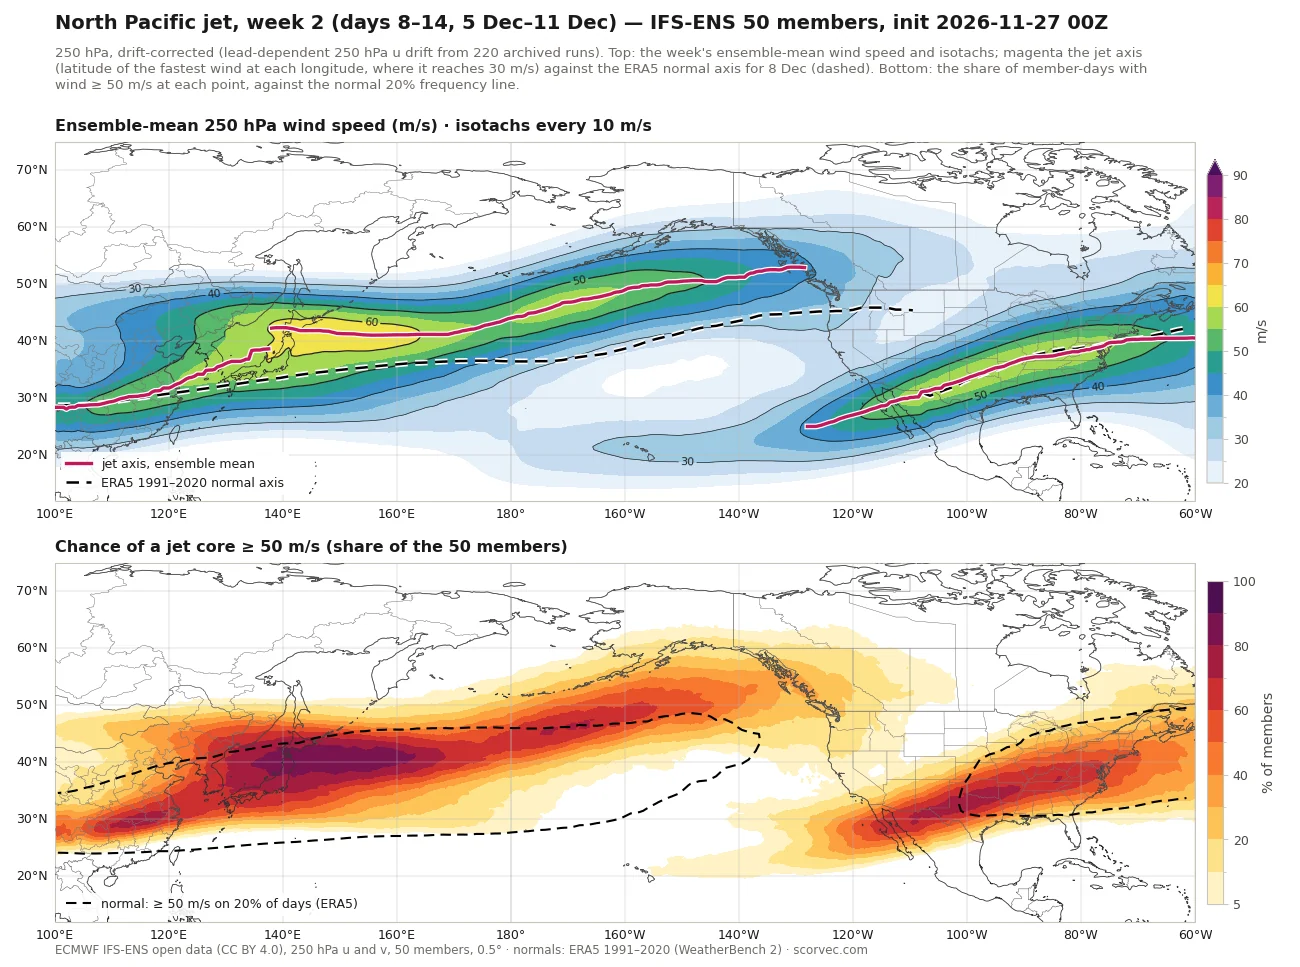 North Pacific jet, week 2 (days 8–14, 5 Dec–11 Dec) — IFS-ENS 50 members, init 2026-11-27 00Z
250 hPa, drift-corrected (lead-dependent 250 hPa u drift from 220 archived runs). Top: the week's ensemble-mean wind speed and isotachs; magenta the jet axis
(latitude of the fastest wind at each longitude, where it reaches 30 m/s) against the ERA5 normal axis for 8 Dec (dashed). Bottom: the share of member-days with
wind ≥ 50 m/s at each point, against the normal 20% frequency line.
Ensemble-mean 250 hPa wind speed (m/s) · isotachs every 10 m/s
70°N
60°N
50°N
40°N
30°N
20°N
30
40
60
50
30
50
40
jet axis, ensemble mean
ERA5 1991–2020 normal axis
100°E 120°E 140°E 160°E 180° 160°W 140°W 120°W 100°W 80°W 60°W
90
80
70
60
50
40
30
20
m/s
Chance of a jet core ≥ 50 m/s (share of the 50 members)
70°N
60°N
50°N
40°N
30°N
20°N
normal: ≥ 50 m/s on 20% of days (ERA5)
100°E 120°E 140°E 160°E 180° 160°W 140°W 120°W 100°W 80°W 60°W
100
80
60
40
20
5
% of members
ECMWF IFS-ENS open data (CC BY 4.0), 250 hPa u and v, 50 members, 0.5° · normals: ERA5 1991–2020 (WeatherBench 2) · scorvec.com